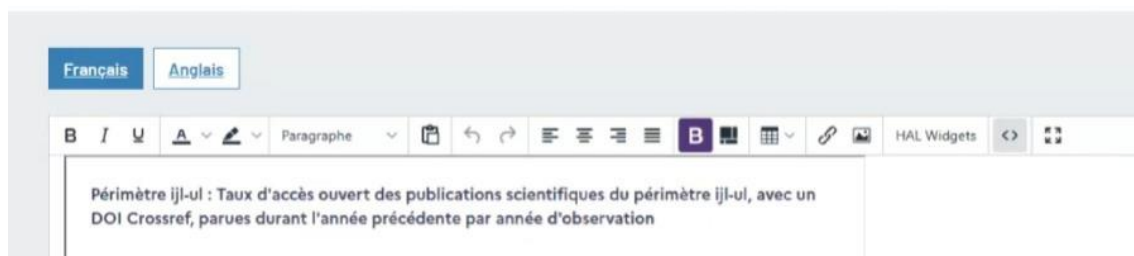 Français Anglais
B I U A Paragraphe B HAL Widgets <>
Périmètre ijl-ul : Taux d'accès ouvert des publications scientifiques du périmètre ijl-ul, avec un
DOI Crossref, parues durant l'année précédente par année d'observation